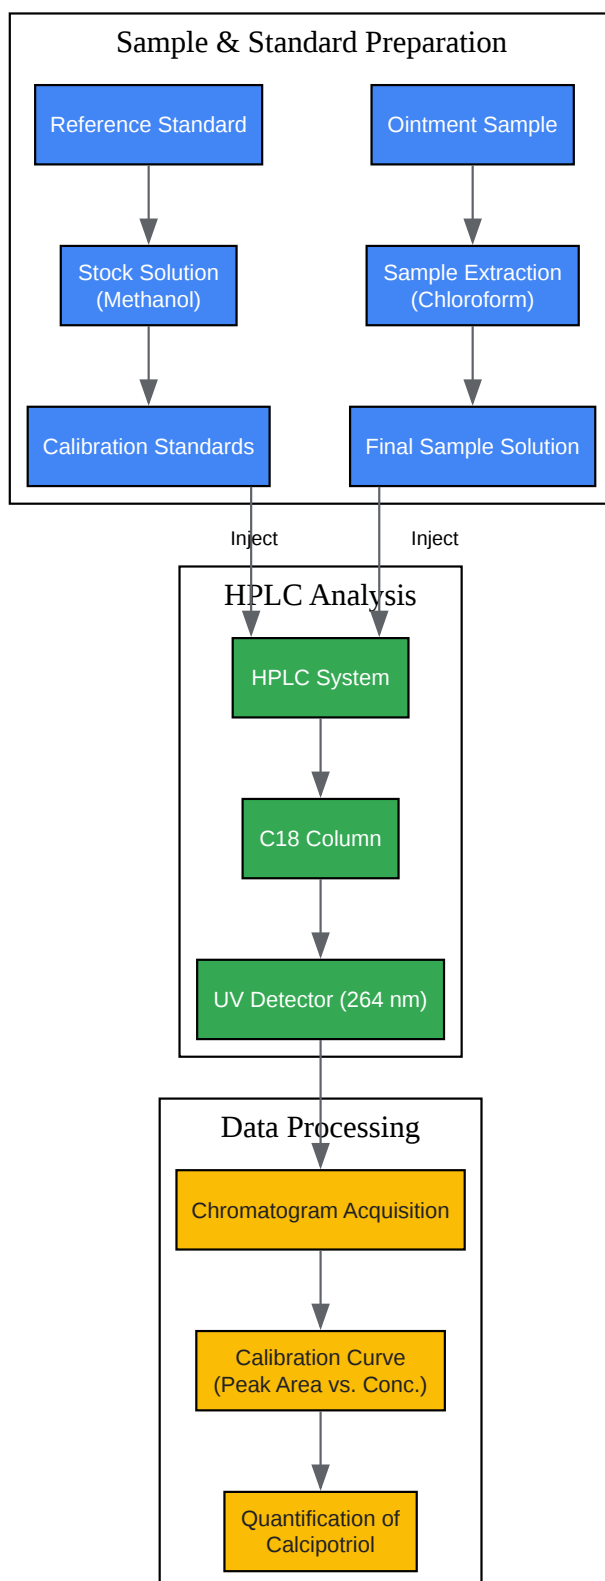 Sample & Standard Preparation
Reference Standard
Ointment Sample
Stock Solution
(Methanol)
Sample Extraction
(Chloroform)
Calibration Standards
Final Sample Solution
Inject
Inject
HPLC Analysis
HPLC System
C18 Column
UV Detector (264 nm)
Data Processing
Chromatogram Acquisition
Calibration Curve
(Peak Area vs. Conc.)
Quantification of
Calcipotriol